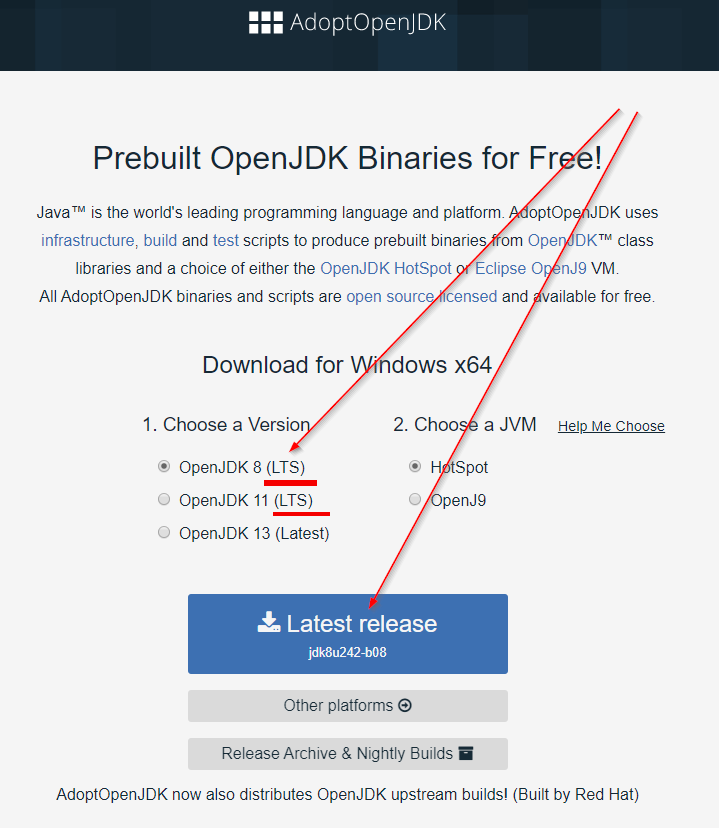 AdoptOpenJDK
Prebuilt OpenJDK Binaries for Free!
Java™ is the world's leading programming language and platform. AdoptOpenJDK uses
infrastructure, build and test scripts to produce prebuilt binaries from OpenJDK™ class
libraries and a choice of either the OpenJDK HotSpot or Eclipse OpenJ9 VM.
All AdoptOpenJDK binaries and scripts are open source licensed and available for free.
Download for Windows x64
1. Choose a Version
OpenJDK 8 (LTS)
OpenJDK 11 (LTS)
OpenJDK 13 (Latest)
2. Choose a JVM Help Me Choose
HotSpot
OpenJ9
Latest release
jdk8u242-b08
Other platforms
Release Archive & Nightly Builds
AdoptOpenJDK now also distributes OpenJDK upstream builds! (Built by Red Hat)